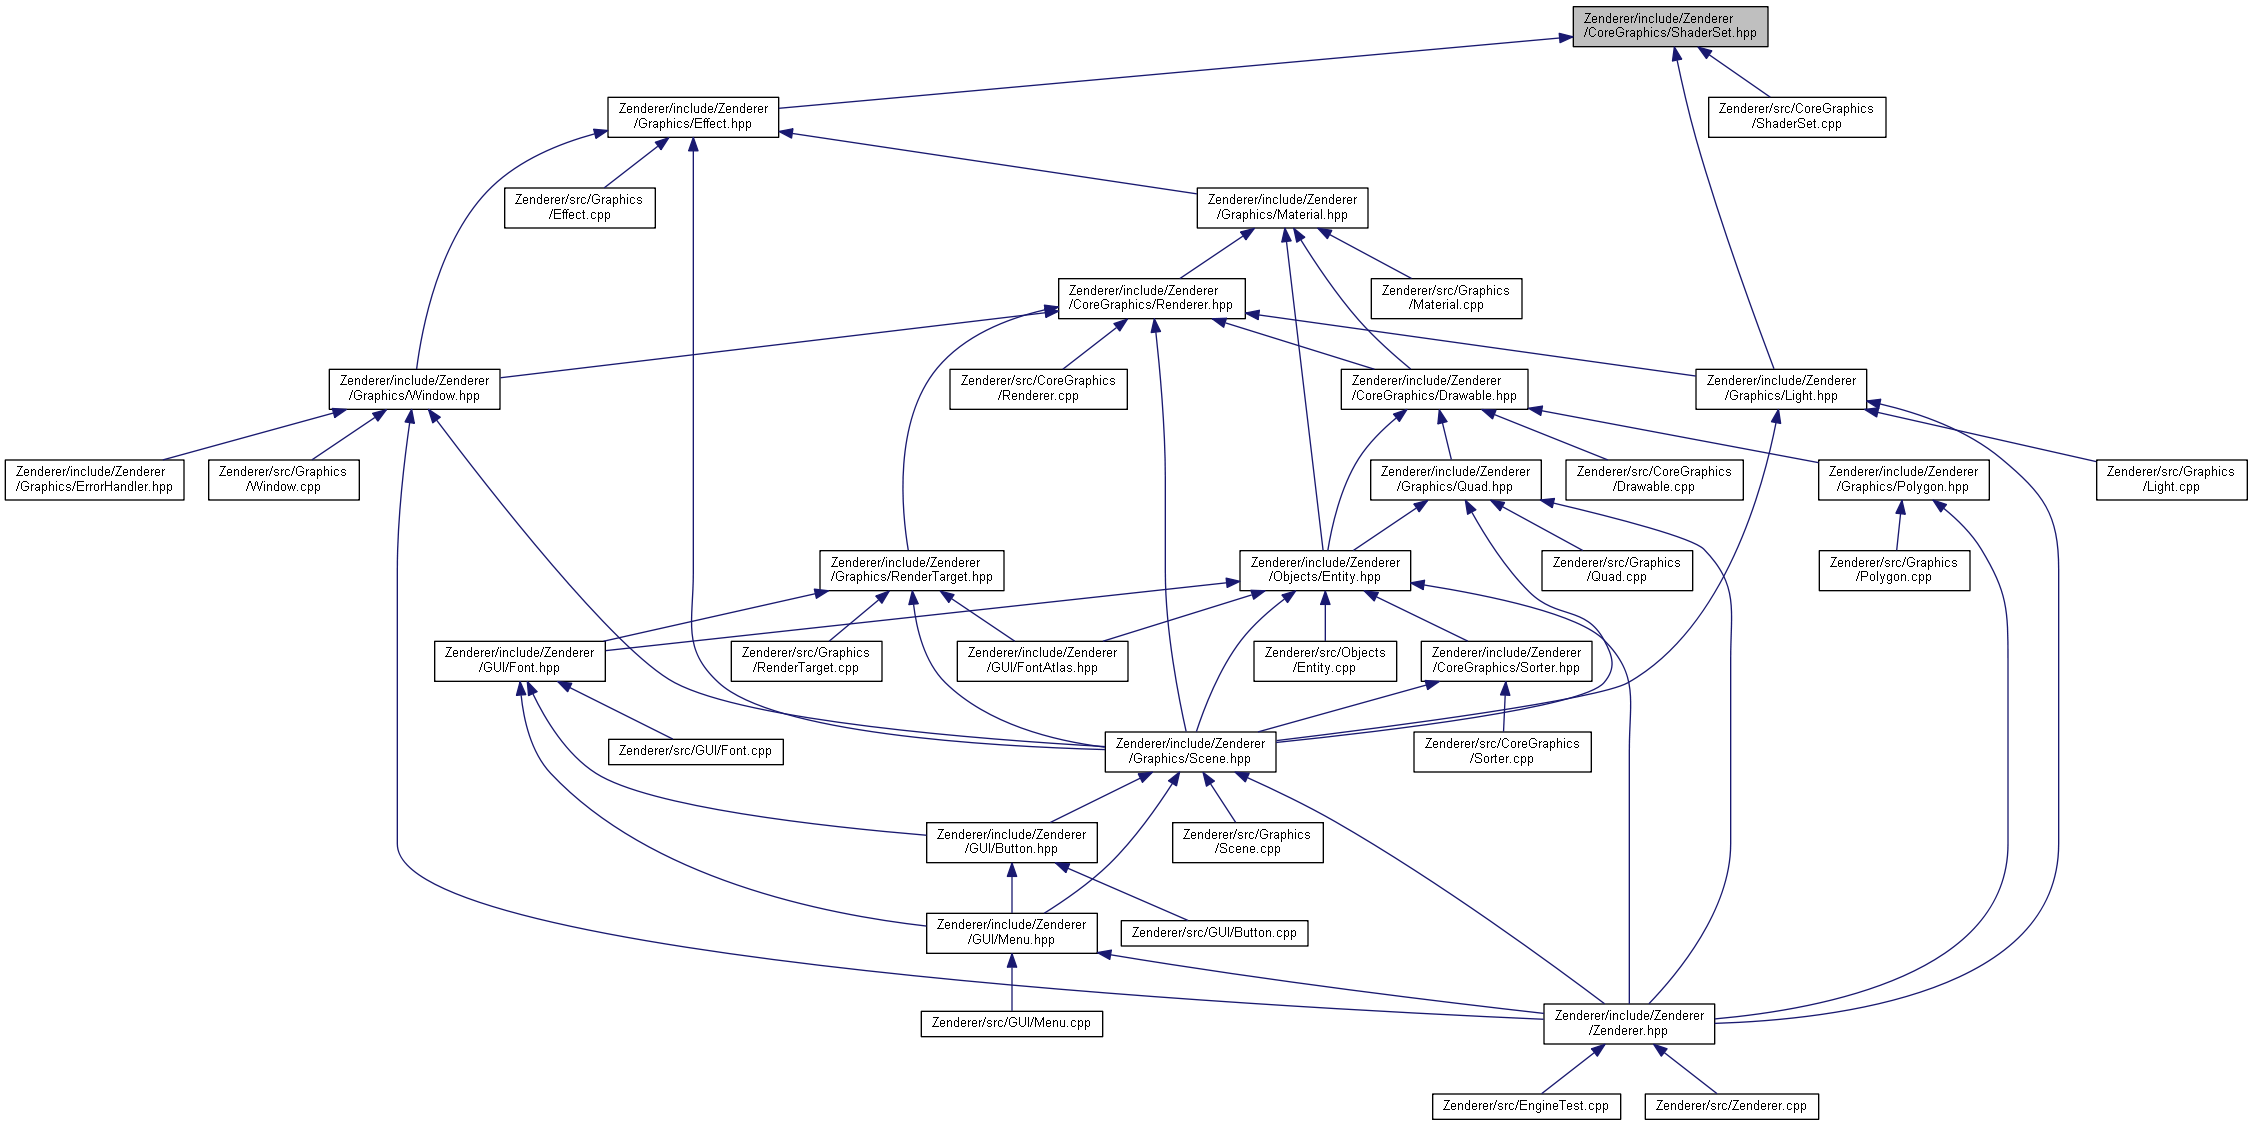 Zenderer/include/Zenderer
/CoreGraphics/ShaderSet.hpp
Zenderer/include/Zenderer
/Graphics/Effect.hpp
Zenderer/src/CoreGraphics
/ShaderSet.cpp
Zenderer/src/Graphics
/Effect.cpp
Zenderer/include/Zenderer
/Graphics/Material.hpp
Zenderer/include/Zenderer
/CoreGraphics/Renderer.hpp
Zenderer/src/Graphics
/Material.cpp
Zenderer/include/Zenderer
/Graphics/Window.hpp
Zenderer/src/CoreGraphics
/Renderer.cpp
Zenderer/include/Zenderer
/CoreGraphics/Drawable.hpp
Zenderer/include/Zenderer
/Graphics/Light.hpp
Zenderer/include/Zenderer
/Graphics/ErrorHandler.hpp
Zenderer/src/Graphics
/Window.cpp
Zenderer/include/Zenderer
/Graphics/Quad.hpp
Zenderer/src/CoreGraphics
/Drawable.cpp
Zenderer/include/Zenderer
/Graphics/Polygon.hpp
Zenderer/src/Graphics
/Light.cpp
Zenderer/include/Zenderer
/Graphics/RenderTarget.hpp
Zenderer/include/Zenderer
/Objects/Entity.hpp
Zenderer/src/Graphics
/Quad.cpp
Zenderer/src/Graphics
/Polygon.cpp
Zenderer/include/Zenderer
/GUI/Font.hpp
Zenderer/src/Graphics
/RenderTarget.cpp
Zenderer/include/Zenderer
/GUI/FontAtlas.hpp
Zenderer/src/Objects
/Entity.cpp
Zenderer/include/Zenderer
/CoreGraphics/Sorter.hpp
Zenderer/src/GUI/Font.cpp
Zenderer/include/Zenderer
/Graphics/Scene.hpp
Zenderer/src/CoreGraphics
/Sorter.cpp
Zenderer/include/Zenderer
/GUI/Button.hpp
Zenderer/src/Graphics
/Scene.cpp
Zenderer/include/Zenderer
/GUI/Menu.hpp
Zenderer/src/GUI/Button.cpp
Zenderer/src/GUI/Menu.cpp
Zenderer/include/Zenderer
/Zenderer.hpp
Zenderer/src/EngineTest.cpp
Zenderer/src/Zenderer.cpp